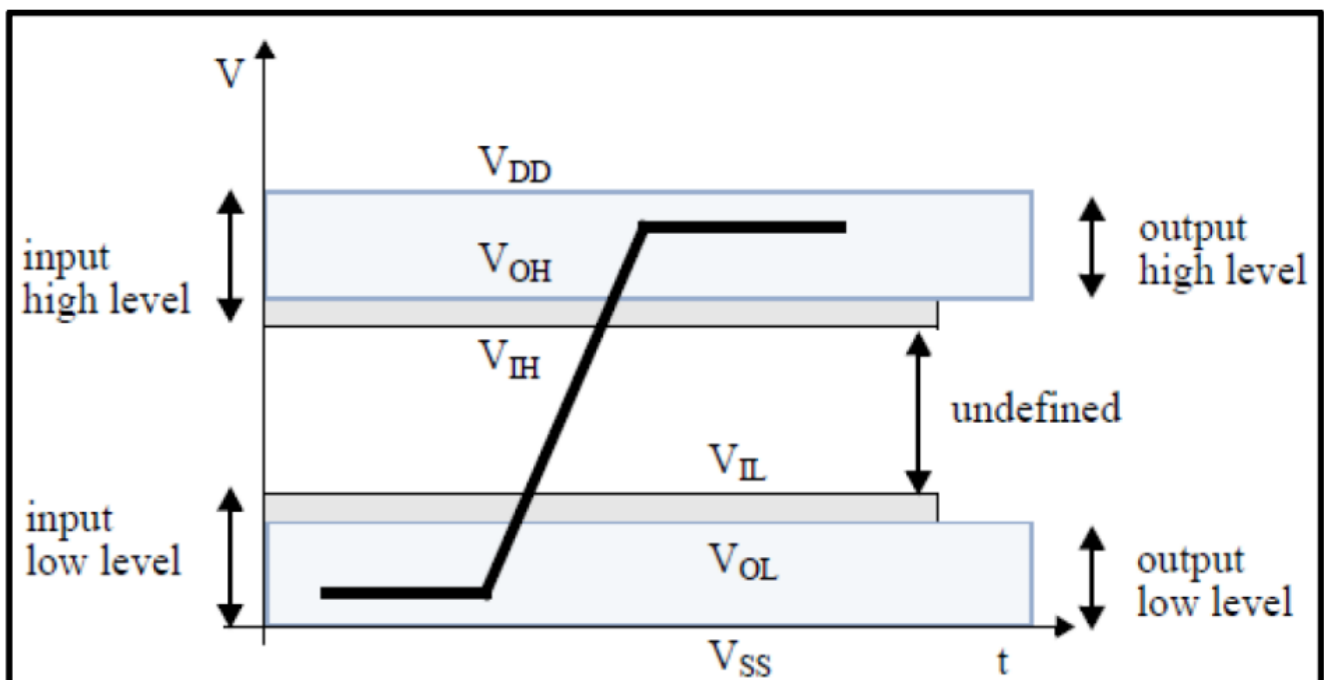 V
V_DD
input
high level
V_OH
output
high level
V_IH
undefined
V_IL
input
low level
V_OL
output
low level
V_SS
t